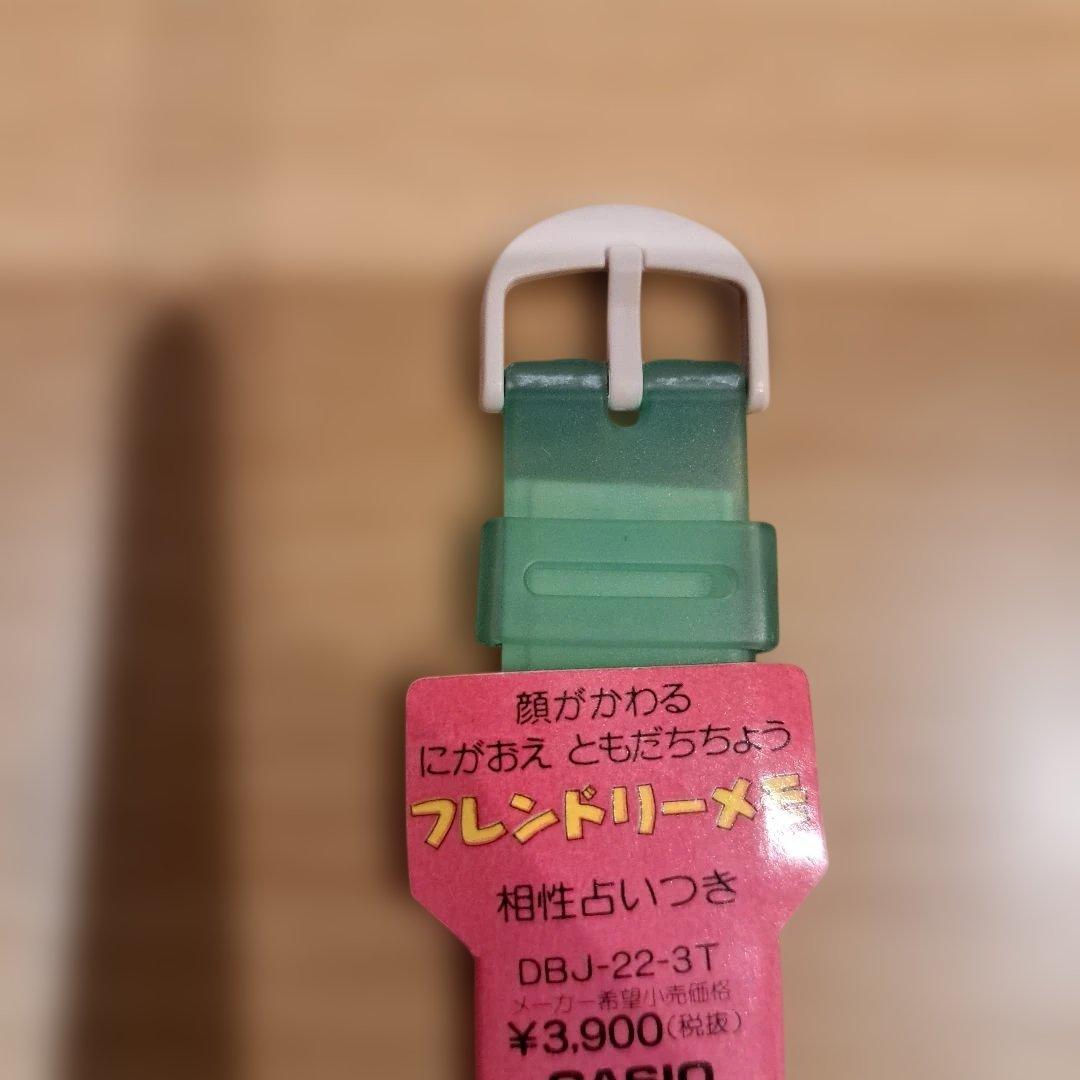 顔がかわる
にがおえ ともだちちょう
フレンドリーメモ
相性占いつき
DBJ-22-3T
メーカー希望小売価格
¥3,900(税抜)
CASIO